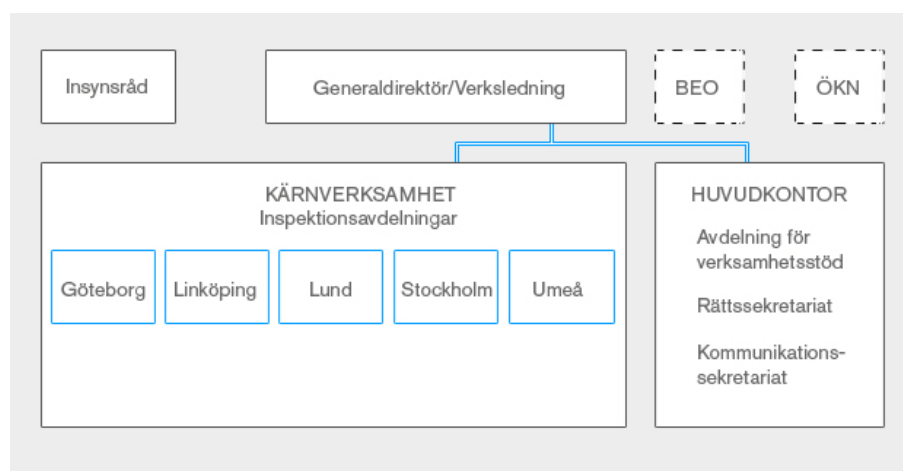 Insynsråd
Generaldirektör/Verksledning
BEO
ÖKN
KÄRNVERKSAMHET
Inspektionsavdelningar
Göteborg
Linköping
Lund
Stockholm
Umeå
HUVUDKONTOR
Avdelning för
verksamhetsstöd
Rättssekretariat
Kommunikations-
sekretariat